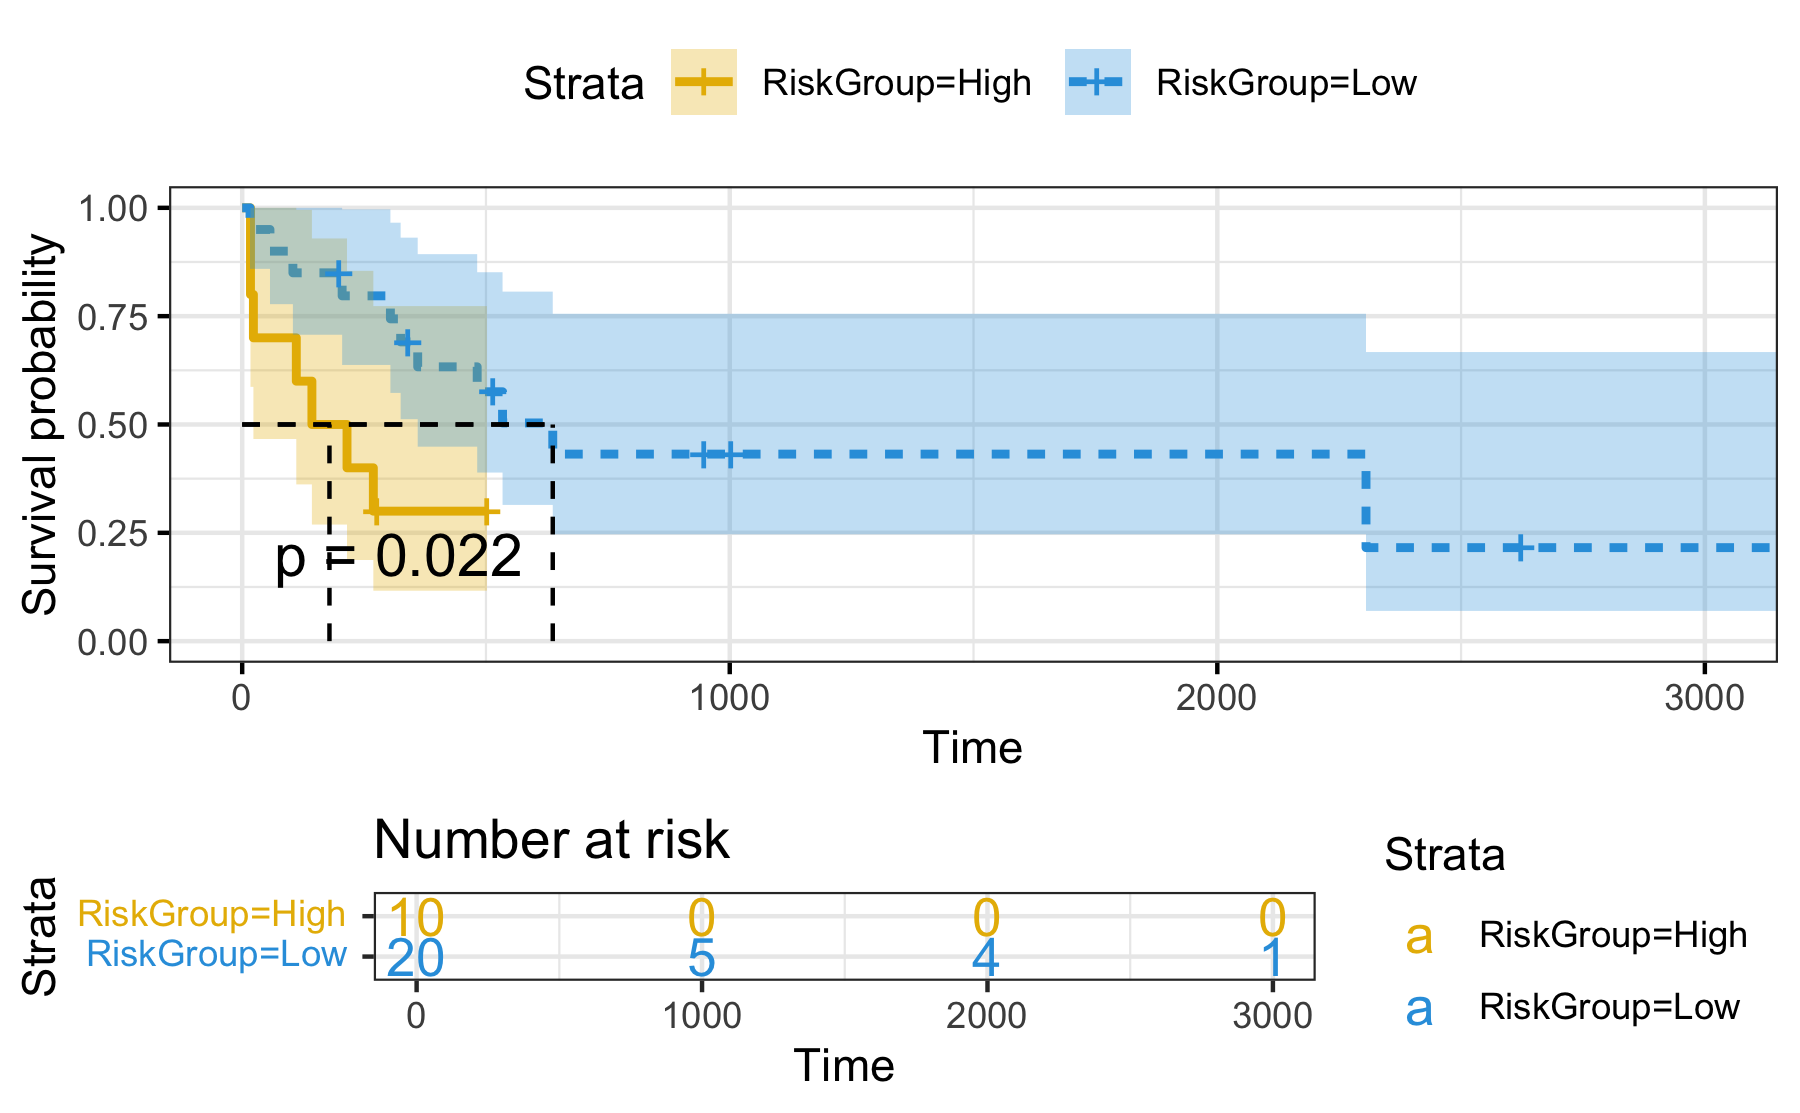 Strata RiskGroup=High RiskGroup=Low
Survival probability
1.00
0.75
0.50
0.25
0.00
p = 0.022
0 1000 2000 3000
Time
Number at risk
Strata
RiskGroup=High 10 0 0 0
RiskGroup=Low 20 5 4 1
0 1000 2000 3000
Time
Strata
a RiskGroup=High
a RiskGroup=Low